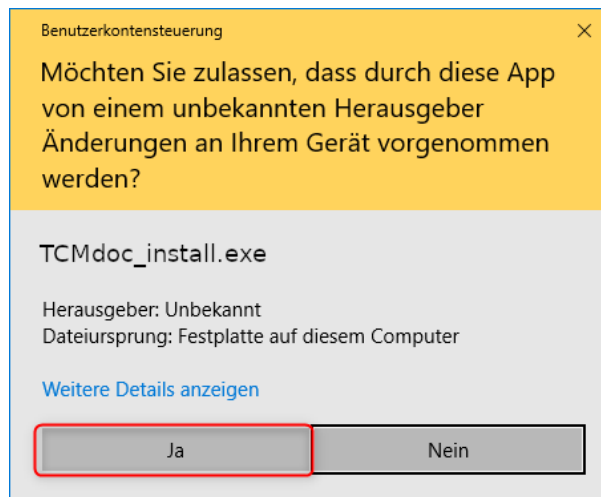 Benutzerkontensteuerung
Möchten Sie zulassen, dass durch diese App
von einem unbekannten Herausgeber
Änderungen an Ihrem Gerät vorgenommen
werden?
TCMdoc_install.exe
Herausgeber: Unbekannt
Dateiursprung: Festplatte auf diesem Computer
Weitere Details anzeigen
Ja
Nein